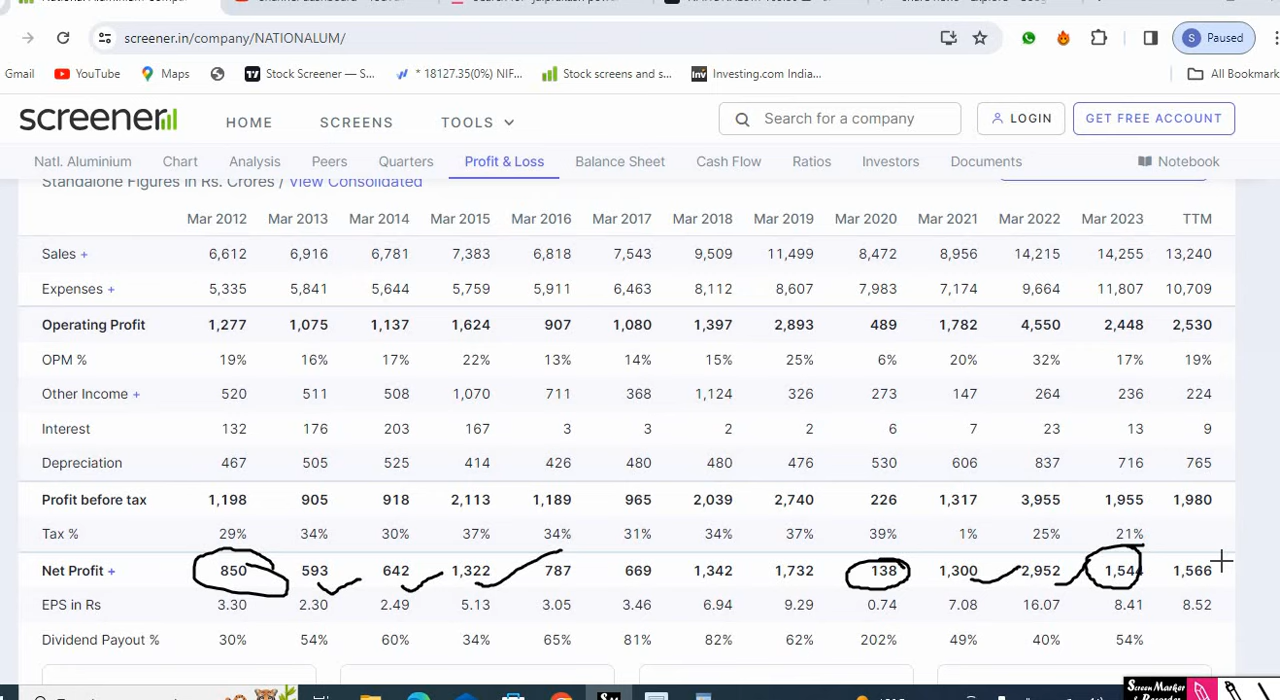 screener.in/company/NATIONALUM/
S Paused
Gmail YouTube Maps Stock Screener — S... * 18127.35(0%) NIF... Stock screens and s... Inv Investing.com India... All Bookmark
screener HOME SCREENS TOOLS Search for a company LOGIN GET FREE ACCOUNT
Natl. Aluminium Chart Analysis Peers Quarters Profit & Loss Balance Sheet Cash Flow Ratios Investors Documents Notebook
Standalone Figures in Rs. Crores / View Consolidated
Mar 2012 Mar 2013 Mar 2014 Mar 2015 Mar 2016 Mar 2017 Mar 2018 Mar 2019 Mar 2020 Mar 2021 Mar 2022 Mar 2023 TTM
Sales + 6,612 6,916 6,781 7,383 6,818 7,543 9,509 11,499 8,472 8,956 14,215 14,255 13,240
Expenses + 5,335 5,841 5,644 5,759 5,911 6,463 8,112 8,607 7,983 7,174 9,664 11,807 10,709
Operating Profit 1,277 1,075 1,137 1,624 907 1,080 1,397 2,893 489 1,782 4,550 2,448 2,530
OPM % 19% 16% 17% 22% 13% 14% 15% 25% 6% 20% 32% 17% 19%
Other Income + 520 511 508 1,070 711 368 1,124 326 273 147 264 236 224
Interest 132 176 203 167 3 3 2 2 6 7 23 13 9
Depreciation 467 505 525 414 426 480 480 476 530 606 837 716 765
Profit before tax 1,198 905 918 2,113 1,189 965 2,039 2,740 226 1,317 3,955 1,955 1,980
Tax % 29% 34% 30% 37% 34% 31% 34% 37% 39% 1% 25% 21%
Net Profit + 850 593 642 1,322 787 669 1,342 1,732 138 1,300 2,952 1,544 1,566
EPS in Rs 3.30 2.30 2.49 5.13 3.05 3.46 6.94 9.29 0.74 7.08 16.07 8.41 8.52
Dividend Payout % 30% 54% 60% 34% 65% 81% 82% 62% 202% 49% 40% 54%